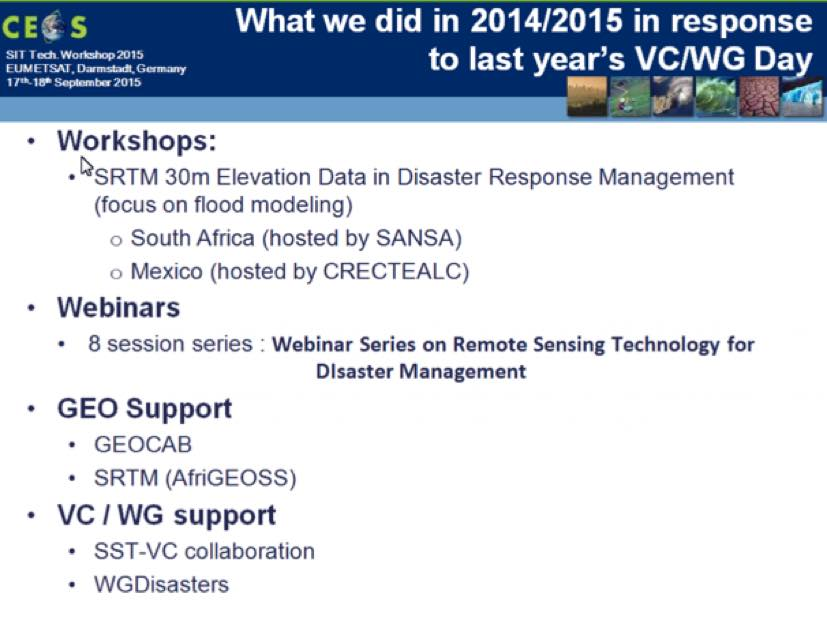 CEOS
SIT Tech. Workshop 2015
EUMETSAT, Darmstadt, Germany
17th-18th September 2015
What we did in 2014/2015 in response
to last year's VC/WG Day
• Workshops:
• SRTM 30m Elevation Data in Disaster Response Management
(focus on flood modeling)
o South Africa (hosted by SANSA)
o Mexico (hosted by CRECTEALC)
• Webinars
• 8 session series : Webinar Series on Remote Sensing Technology for
DIsaster Management
• GEO Support
• GEOCAB
• SRTM (AfriGEOSS)
• VC / WG support
• SST-VC collaboration
• WGDisasters